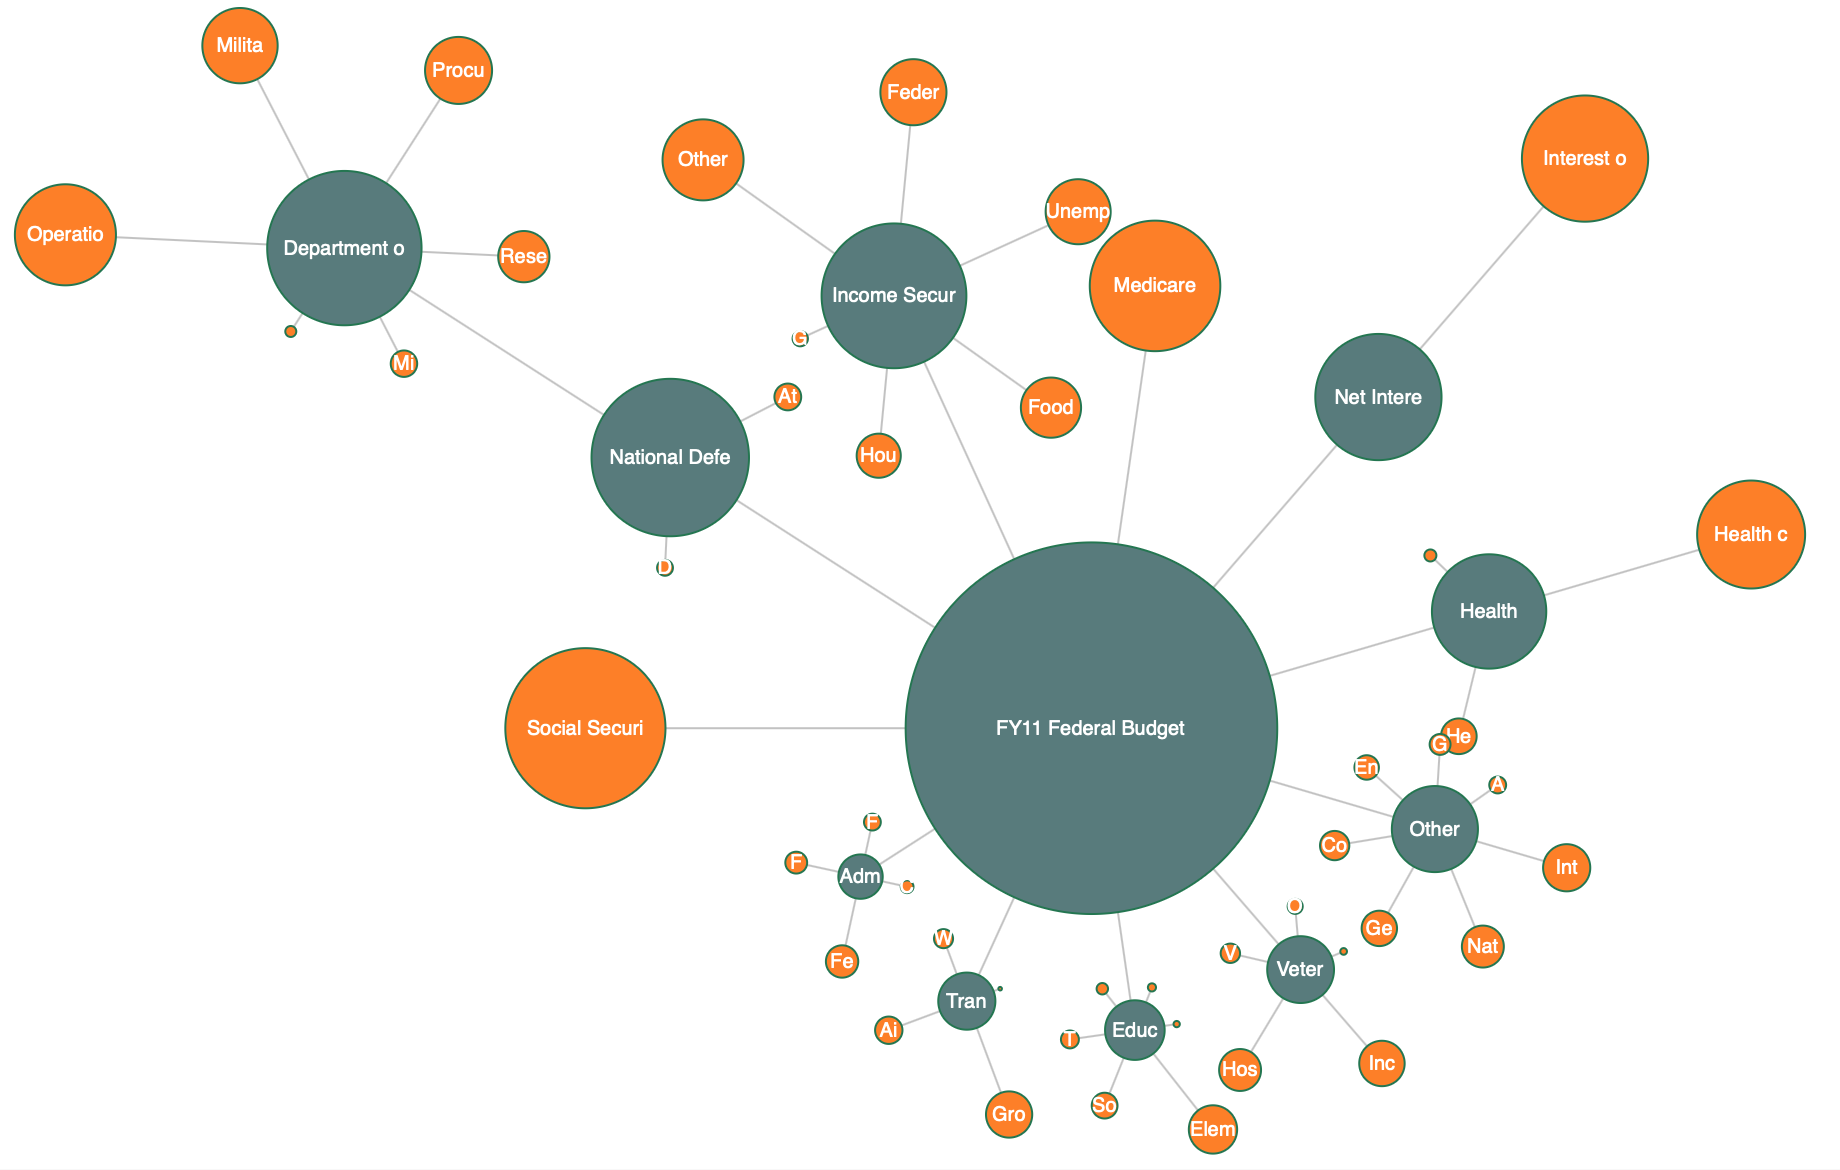 Milita
Procu
Feder
Other
Interest o
Unemp
Operatio
Department o
Rese
Medicare
Income Secur
G
Mi
At
Net Intere
Food
Hou
National Defe
Health c
D
Health
Social Securi
FY11 Federal Budget
He
G
En
A
F
Other
Co
F
Adm
C
Int
O
Ge
W
Nat
V
Veter
Fe
Tran
Ai
Educ
T
Inc
Hos
So
Gro
Elem